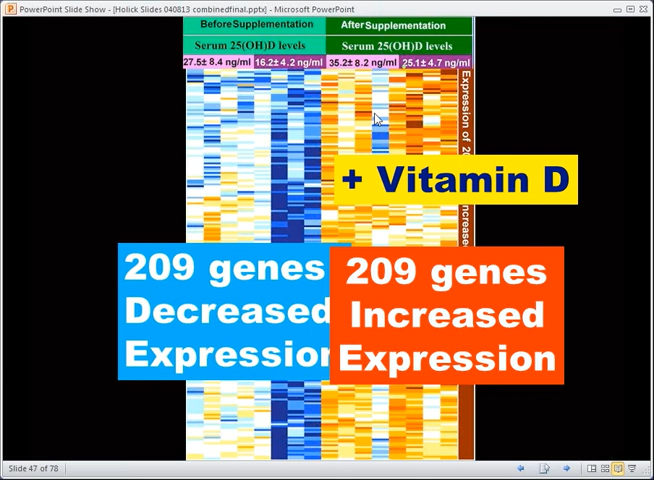 PowerPoint Slide Show - [Holick Slides 040813 combinedfinal.pptx] - Microsoft PowerPoint
Before Supplementation
After Supplementation
Serum 25(OH)D levels
Serum 25(OH)D levels
27.5± 8.4 ng/ml
16.2± 4.2 ng/ml
35.2± 8.2 ng/ml
25.1± 4.7 ng/ml
Expression of
+ Vitamin D
increased
209 genes
Decreased
Expression
209 genes
Increased
Expression
Slide 47 of 78